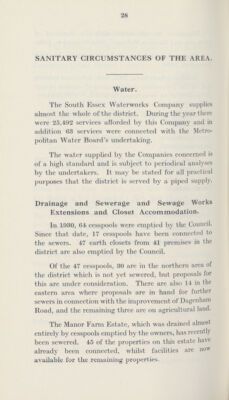 28
SANITARY CIRCUMSTANCES OF THE AREA.
Water.
The South Essex Waterworks Company supplies
almost the whole of the district. During the year there
were 25,492 services afforded by this Company and in
addition 63 services were connected with the Metro-
politan Water Board's undertaking.
The water supplied by the Companies concerned is
of a high standard and is subject to periodical analyses
by the undertakers. It may be stated for all practical
purposes that the district is served by a piped supply.
Drainage and Sewerage and Sewage Works
Extensions and Closet Accommodation.
In 1930, 64 cesspools were emptied by the Council.
Since that date, 17 cesspools have been connected to
the sewers. 47 earth closets from 41 premises in the
district are also emptied by the Council.
Of the 47 cesspools, 30 are in the northern area of
the district which is not yet sewered, but proposals for
this are under consideration. There are also 14 in the
eastern area where proposals are in hand for further
sewers in connection with the improvement of Dagenham
Road, and the remaining three are on agricultural land.
The Manor Farm Estate, which was drained almost
entirely by cesspools emptied by the owners, has recently
been sewered. 45 of the properties on this estate have
already been connected, whilst facilities are now
available for the remaining properties.